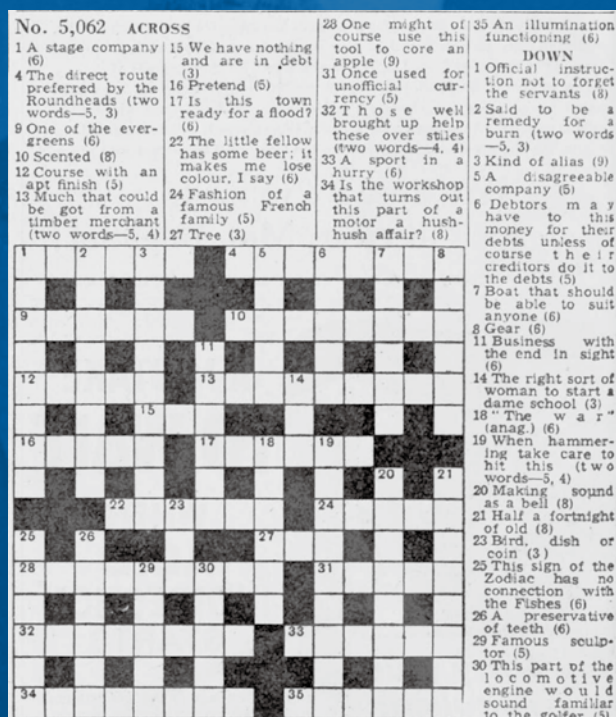 No. 5,062 ACROSS
1 A stage company
(6)
4 The direct route
preferred by the
Roundheads (two
words—5, 3)
9 One of the ever-
greens (6)
10 Scented (8)
12 Course with an
apt finish (5)
13 Much that could
be got from a
timber merchant
(two words—5, 4)
15 We have nothing
and are in debt
(3)
16 Pretend (5)
17 Is this town
ready for a flood?
(6)
22 The little fellow
has some beer; it
makes me lose
colour, I say (6)
24 Fashion of a
famous French
family (5)
27 Tree (3)
28 One might of
course use this
tool to core an
apple (9)
31 Once used for
unofficial cur-
rency (5)
32 Those well
brought up help
these over stiles
(two words—4, 4)
33 A sport in a
hurry (6)
34 Is the workshop
that turns out
this part of a
motor a hush-
hush affair? (8)
35 An illumination
functioning (6)
DOWN
1 Official instruc-
tion not to forget
the servants (8)
2 Said to be a
remedy for a
burn (two words
—5, 3)
3 Kind of alias (9)
5 A disagreeable
company (5)
6 Debtors may
have to this
money for their
debts unless of
course their
creditors do it to
the debts (5)
7 Boat that should
be able to suit
anyone (6)
8 Gear (6)
11 Business with
the end in sight
(6)
14 The right sort of
woman to start a
dame school (3)
18 "The war"
(anag.) (6)
19 When hammer-
ing take care to
hit this (two
words—5, 4)
20 Making sound
as a bell (8)
21 Half a fortnight
of old (8)
23 Bird, dish or
coin (3)
25 This sign of the
Zodiac has no
connection with
the Fishes (6)
26 A preservative
of teeth (6)
29 Famous sculp-
tor (5)
30 This part of the
locomotive
engine would
sound familiar
to the golfer (5)
1 2 3 4 5 6 7 8
9 10
11
12 13 14
15
16 17 18 19
20 21
22 23 24
25 26 27
28 29 30 31
32 33
34 35